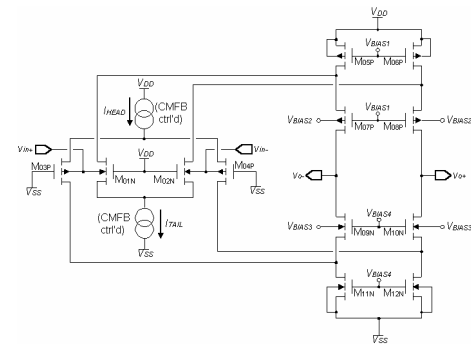 VDD
VBIAS1
M05P M06P
VDD
IHEAD
(CMFB
ctrl'd)
VBIAS1
VBIAS2 M07P M08P VBIAS2
Vin+ Vin-
VDD
M03P M01N M02N M04P
VSS VSS
Vo- Vo+
(CMFB
ctrl'd)
ITAIL
VSS
VBIAS4
VBIAS3 M09N M10N VBIAS3
VBIAS4
M11N M12N
VSS